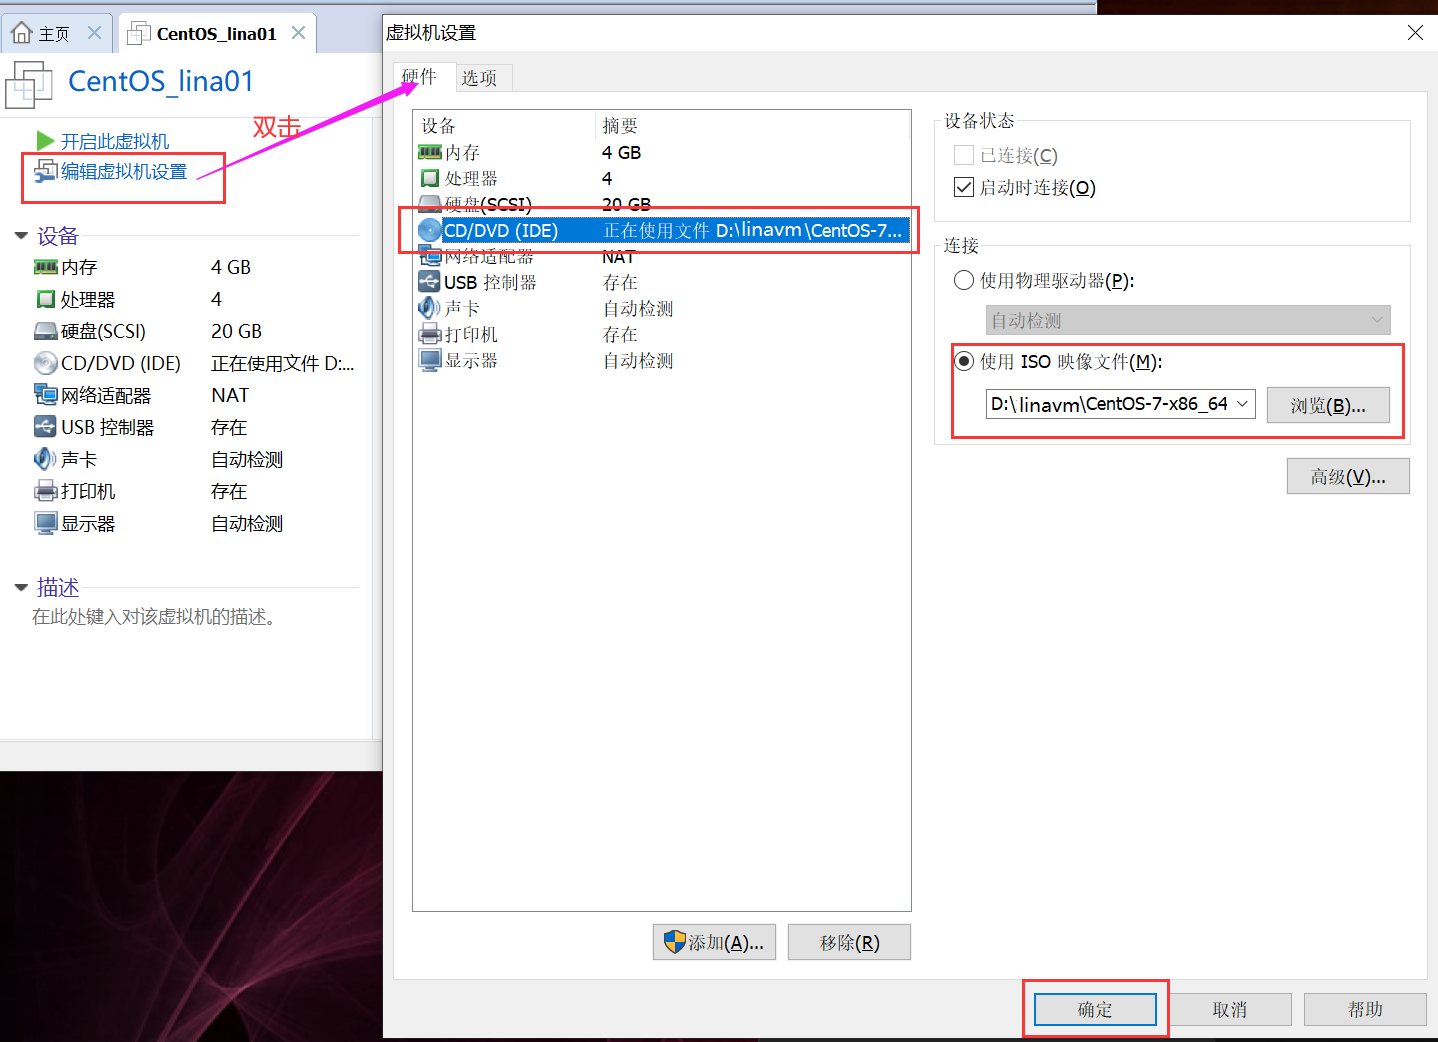 主页
CentOS_lina01
CentOS_lina01
双击
开启此虚拟机
编辑虚拟机设置
设备
内存 4 GB
处理器 4
硬盘(SCSI) 20 GB
CD/DVD (IDE) 正在使用文件 D:...
网络适配器 NAT
USB 控制器 存在
声卡 自动检测
打印机 存在
显示器 自动检测
描述
在此处键入对该虚拟机的描述。
虚拟机设置
硬件 选项
设备 摘要
内存 4 GB
处理器 4
硬盘(SCSI) 20 GB
CD/DVD (IDE) 正在使用文件 D:\linavm\CentOS-7...
网络适配器 NAT
USB 控制器 存在
声卡 自动检测
打印机 存在
显示器 自动检测
添加(A)... 移除(R)
设备状态
已连接(C)
启动时连接(O)
连接
使用物理驱动器(P):
自动检测
使用 ISO 映像文件(M):
D:\linavm\CentOS-7-x86_64 浏览(B)...
高级(V)...
确定 取消 帮助